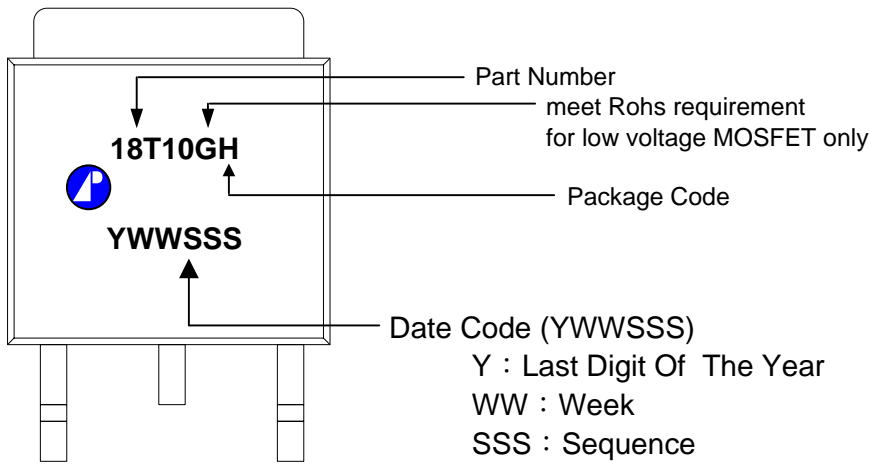 Part Number
meet Rohs requirement
for low voltage MOSFET only
18T10GH
Package Code
YWWSSS
Date Code (YWWSSS)
Y：Last Digit Of The Year
WW：Week
SSS：Sequence